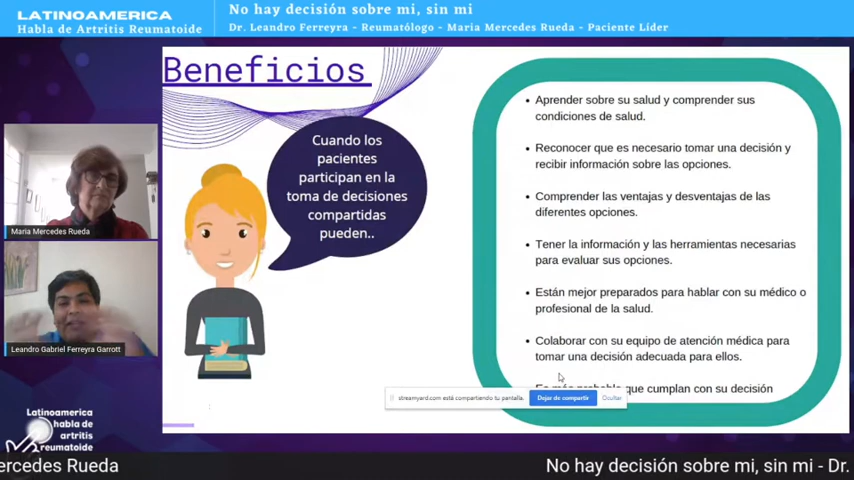 LATINOAMERICA
Habla de Artritis Reumatoide
No hay decisión sobre mi, sin mi
Dr. Leandro Ferreyra - Reumatólogo - Maria Mercedes Rueda - Paciente Líder
Beneficios
Cuando los
pacientes
participan en la
toma de decisiones
compartidas
pueden..
Aprender sobre su salud y comprender sus
condiciones de salud.
Reconocer que es necesario tomar una decisión y
recibir información sobre las opciones.
Comprender las ventajas y desventajas de las
diferentes opciones.
Tener la información y las herramientas necesarias
para evaluar sus opciones.
Están mejor preparados para hablar con su médico o
profesional de la salud.
Colaborar con su equipo de atención médica para
tomar una decisión adecuada para ellos.
Es más probable que cumplan con su decisión
streamyard.com está compartiendo tu pantalla.
Dejar de compartir
Ocultar
Maria Mercedes Rueda
Leandro Gabriel Ferreyra Garrott
Latinoamerica
habla de
artritis
reumatoide
ercedes Rueda
No hay decisión sobre mi, sin mi - Dr.